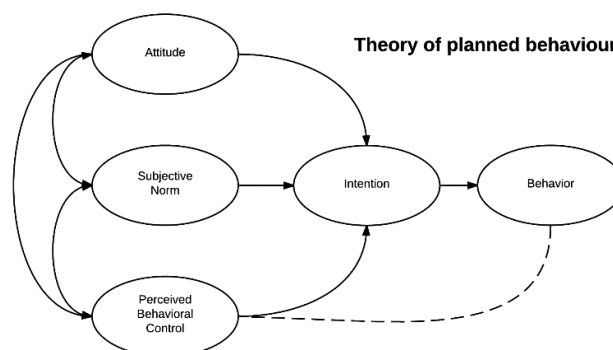 Attitude
Theory of planned behaviour
Subjective
Norm
Intention
Behavior
Perceived
Behavioral
Control